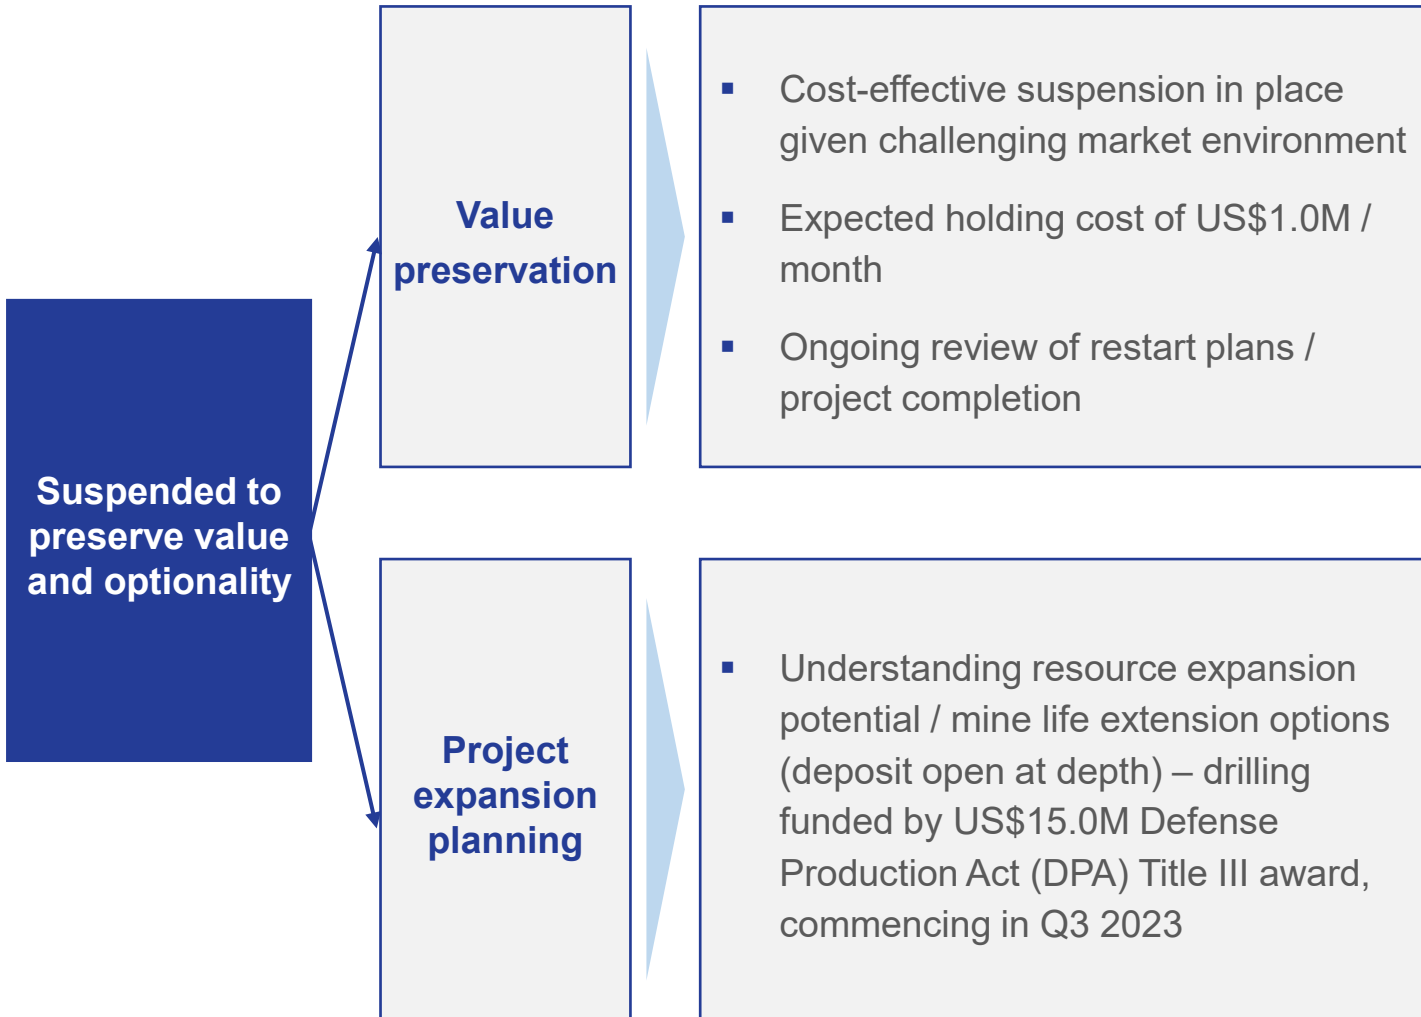 Suspended to
preserve value
and optionality
Value
preservation
▪ Cost-effective suspension in place
given challenging market environment
▪ Expected holding cost of US$1.0M /
month
▪ Ongoing review of restart plans /
project completion
Project
expansion
planning
▪ Understanding resource expansion
potential / mine life extension options
(deposit open at depth) – drilling
funded by US$15.0M Defense
Production Act (DPA) Title III award,
commencing in Q3 2023